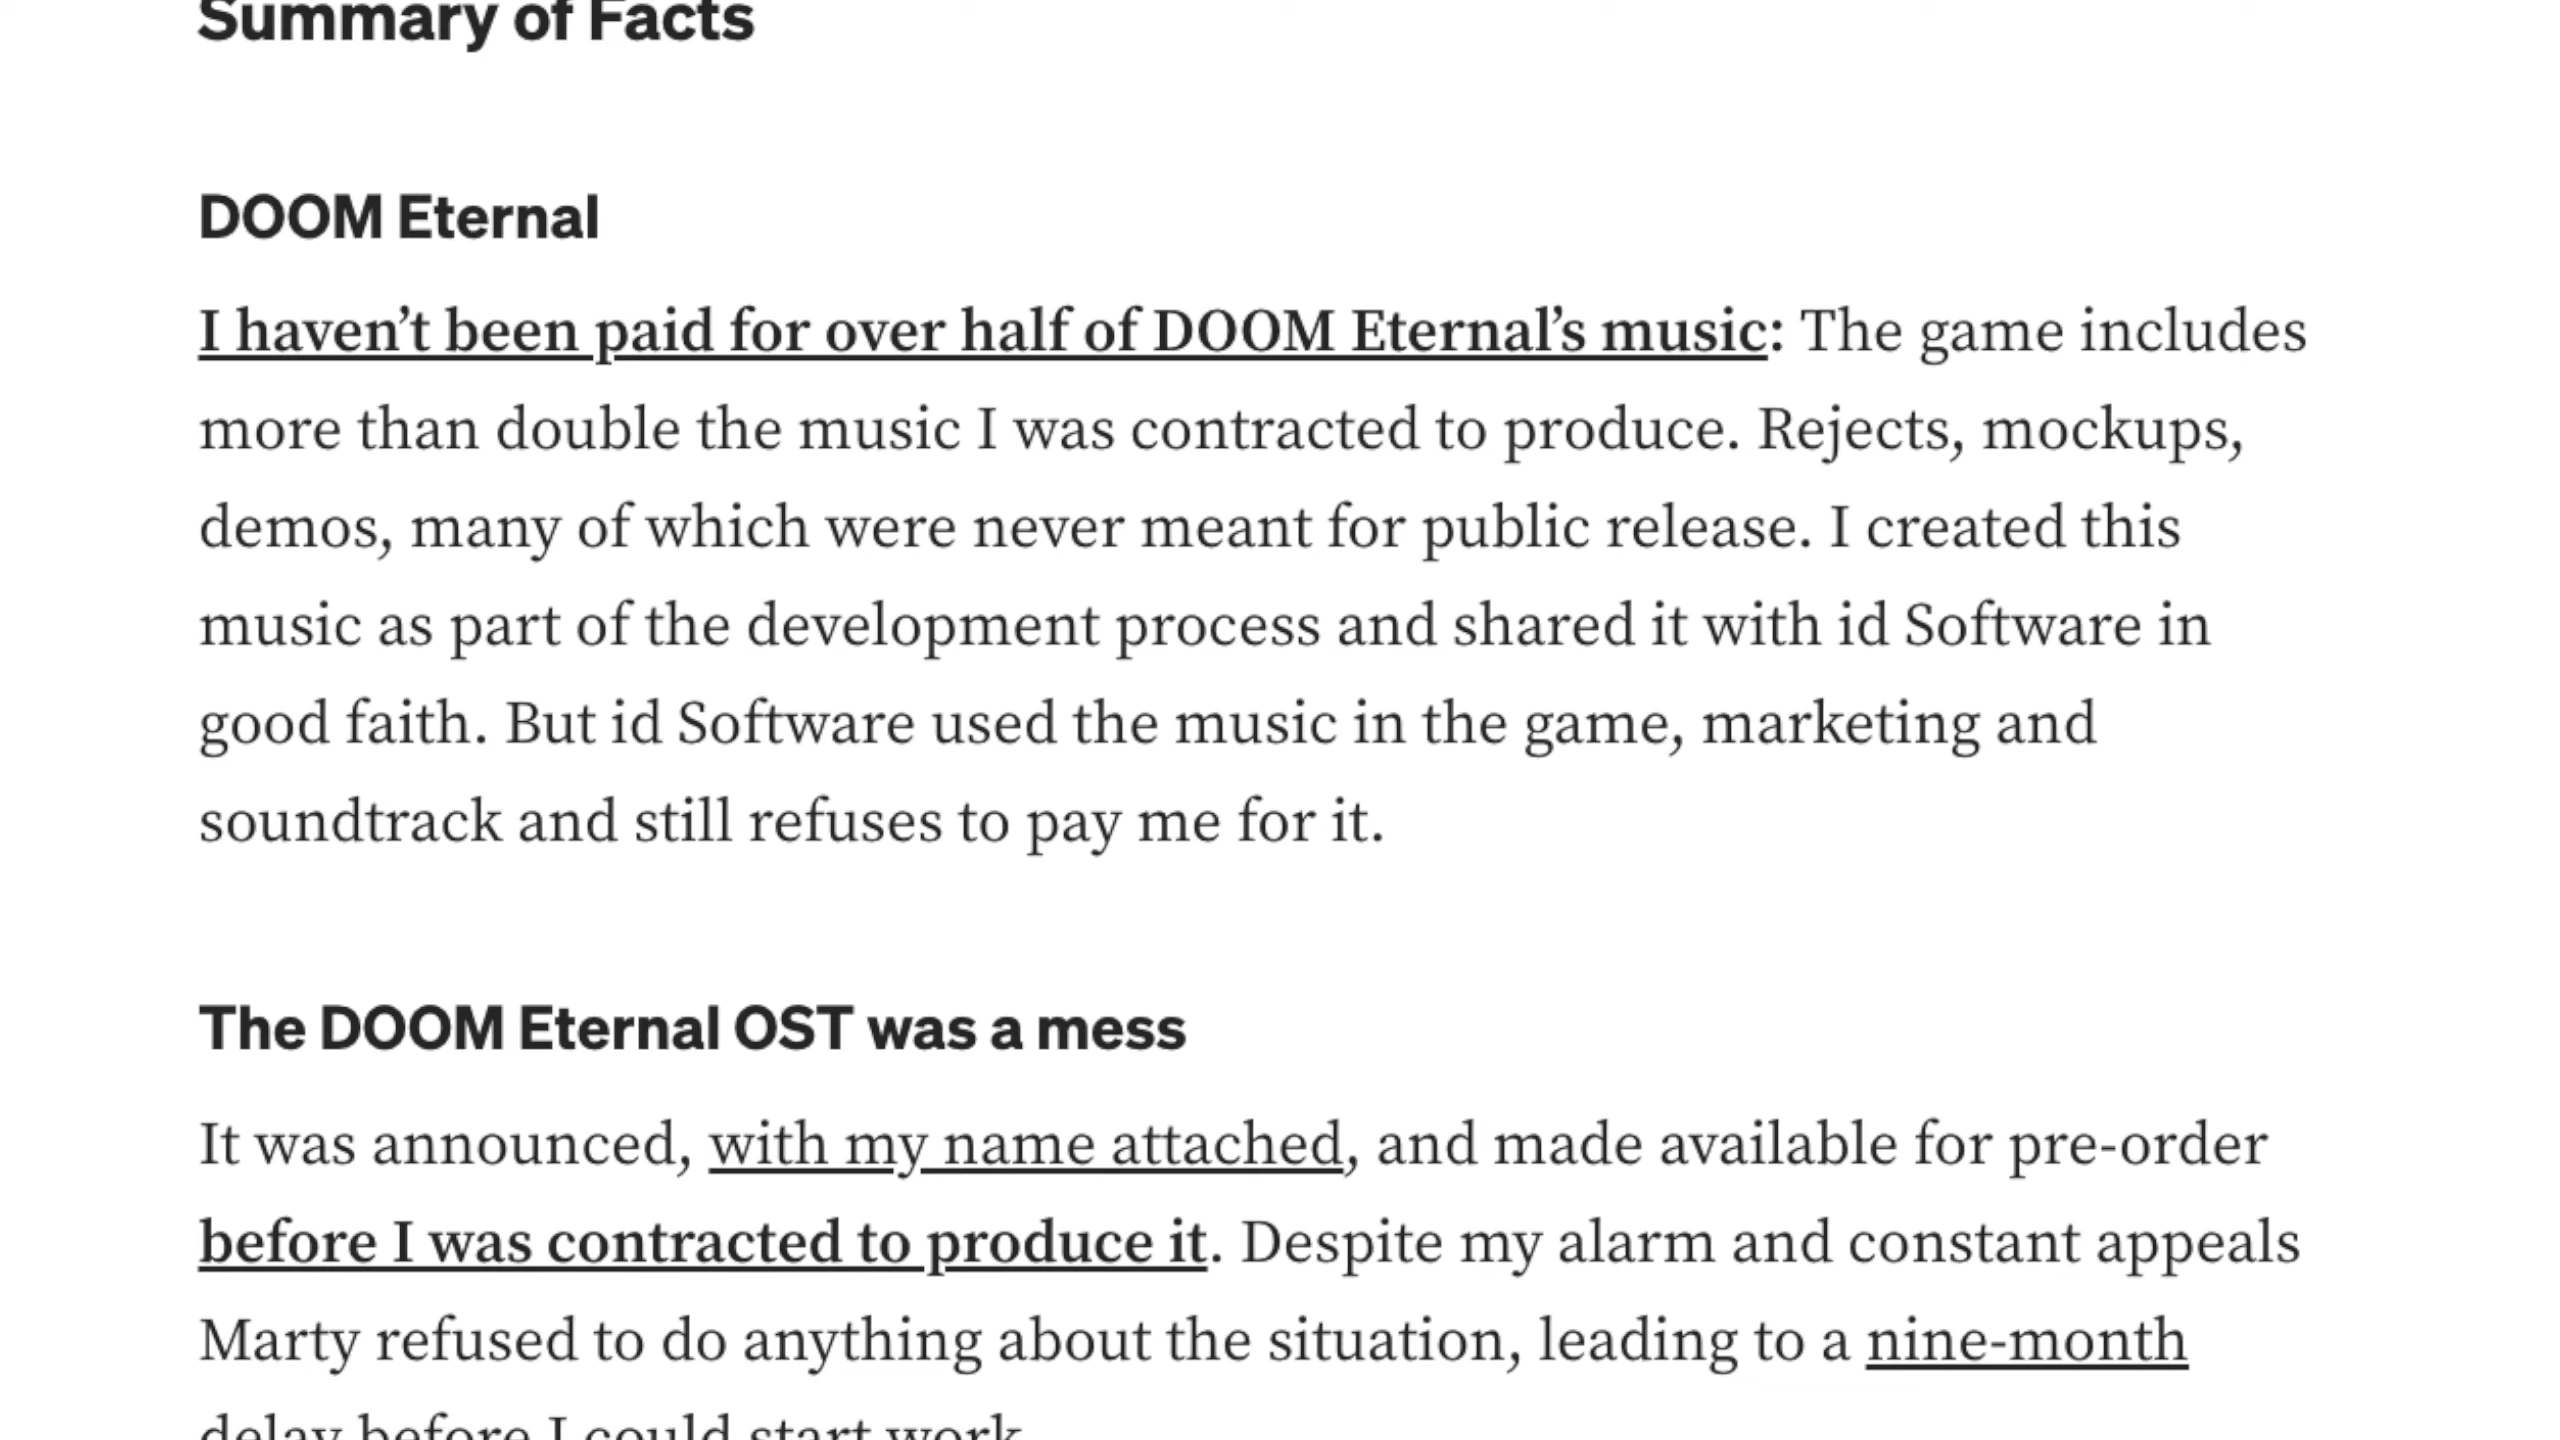 Summary of Facts
DOOM Eternal
I haven’t been paid for over half of DOOM Eternal’s music: The game includes
more than double the music I was contracted to produce. Rejects, mockups,
demos, many of which were never meant for public release. I created this
music as part of the development process and shared it with id Software in
good faith. But id Software used the music in the game, marketing and
soundtrack and still refuses to pay me for it.
The DOOM Eternal OST was a mess
It was announced, with my name attached, and made available for pre-order
before I was contracted to produce it. Despite my alarm and constant appeals
Marty refused to do anything about the situation, leading to a nine-month
delay before I could start work